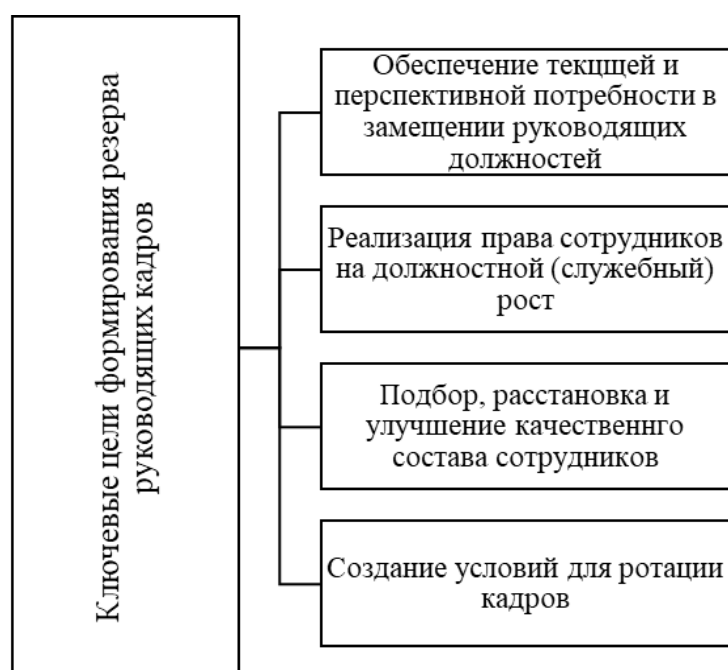 Ключевые цели формирования резерва
руководящих кадров
Обеспечение текцщей и
перспективной потребности в
замещении руководящих
должностей
Реализация права сотрудников
на должностной (служебный)
рост
Подбор, расстановка и
улучшение качественнго
состава сотрудников
Создание условий для ротации
кадров